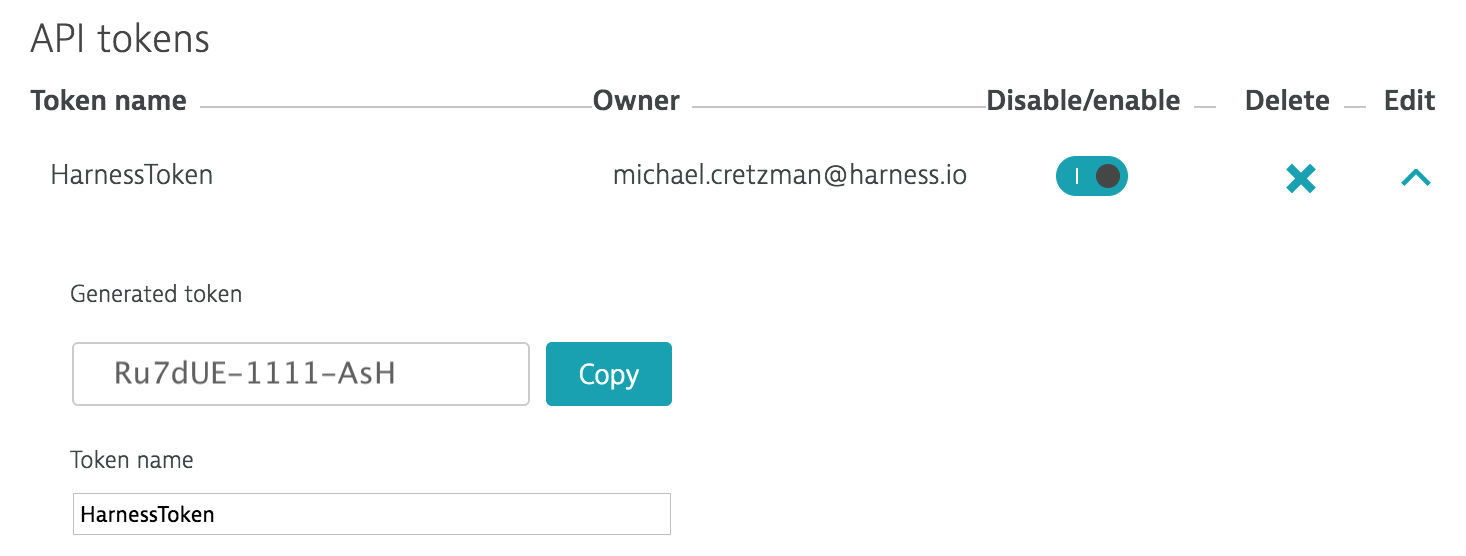 API tokens
Token name Owner Disable/enable Delete Edit
HarnessToken michael.cretzman@harness.io
Generated token
Ru7dUE-1111-AsH Copy
Token name
HarnessToken